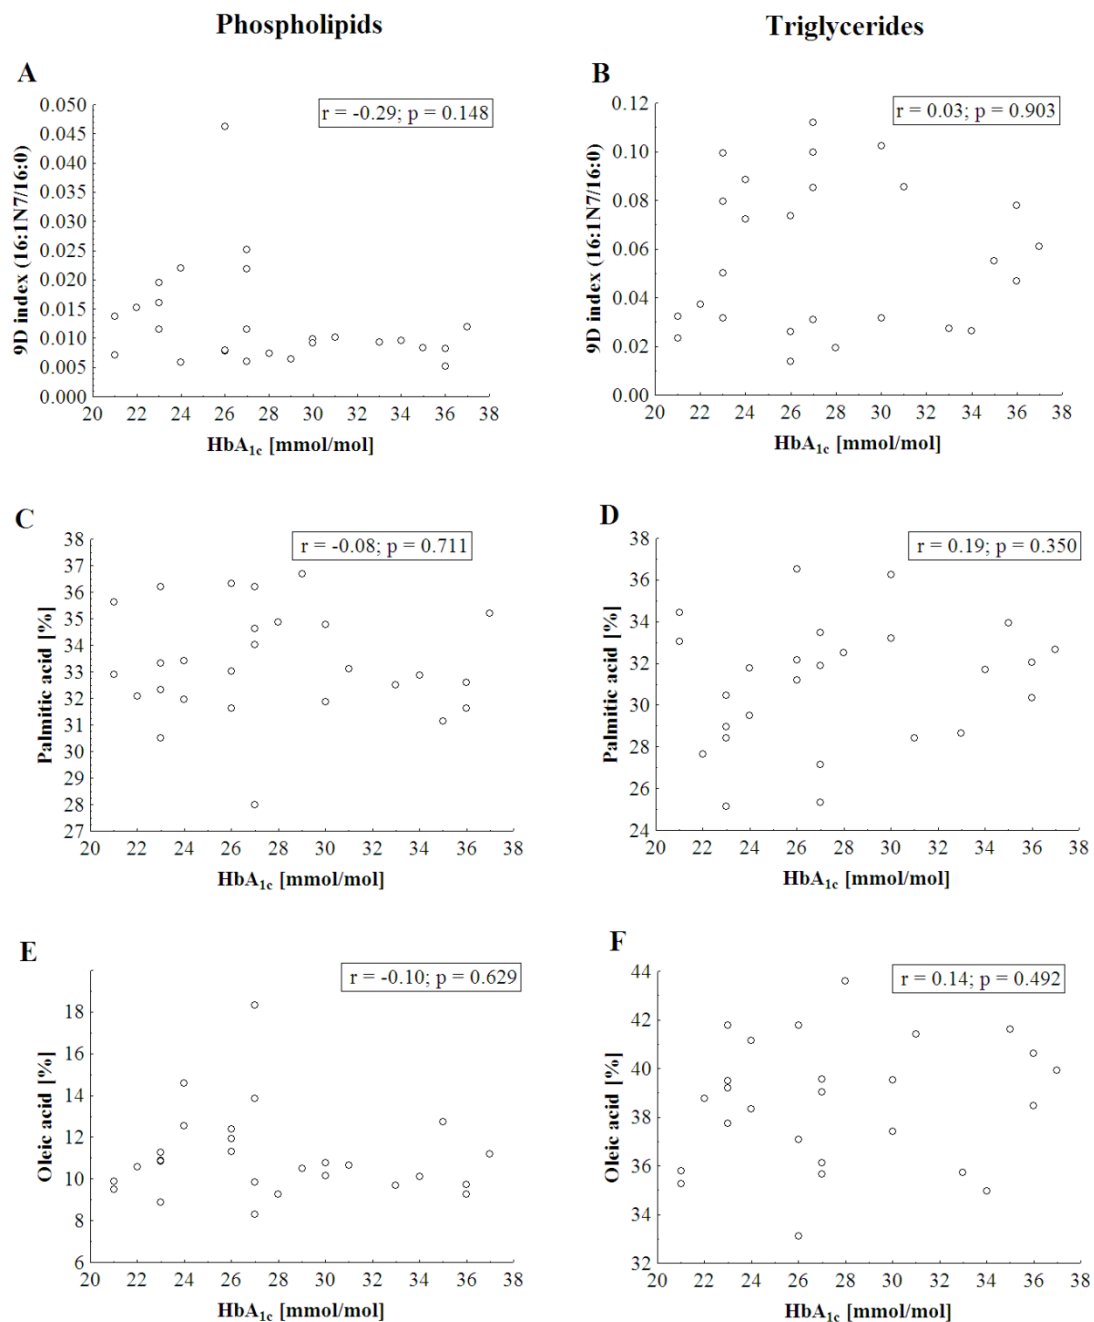 Phospholipids
Triglycerides
A
r = -0.29; p = 0.148
9D index (16:1N7/16:0)
0.050
0.045
0.040
0.035
0.030
0.025
0.020
0.015
0.010
0.005
0.000
20 22 24 26 28 30 32 34 36 38
HbA1c [mmol/mol]
B
r = 0.03; p = 0.903
9D index (16:1N7/16:0)
0.12
0.10
0.08
0.06
0.04
0.02
0.00
20 22 24 26 28 30 32 34 36 38
HbA1c [mmol/mol]
C
r = -0.08; p = 0.711
Palmitic acid [%]
38
37
36
35
34
33
32
31
30
29
28
27
20 22 24 26 28 30 32 34 36 38
HbA1c [mmol/mol]
D
r = 0.19; p = 0.350
Palmitic acid [%]
38
36
34
32
30
28
26
24
20 22 24 26 28 30 32 34 36 38
HbA1c [mmol/mol]
E
r = -0.10; p = 0.629
Oleic acid [%]
18
16
14
12
10
8
6
20 22 24 26 28 30 32 34 36 38
HbA1c [mmol/mol]
F
r = 0.14; p = 0.492
Oleic acid [%]
44
42
40
38
36
34
32
20 22 24 26 28 30 32 34 36 38
HbA1c [mmol/mol]